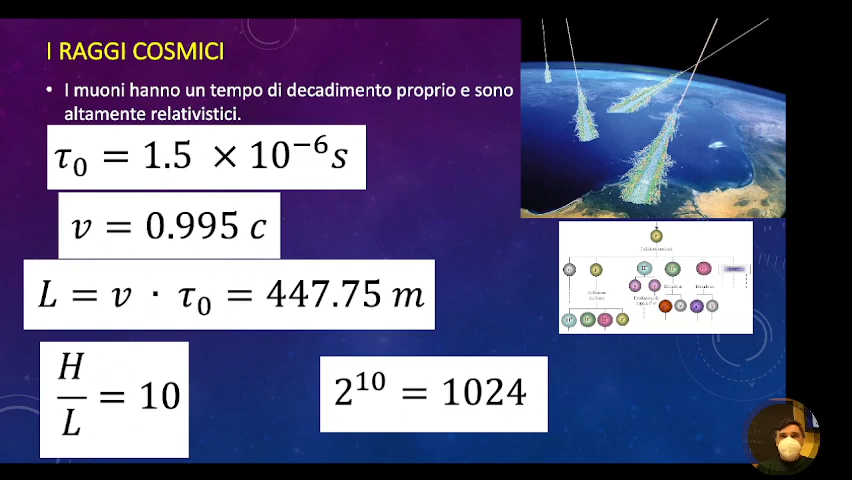 I RAGGI COSMICI
• I muoni hanno un tempo di decadimento proprio e sono
altamente relativistici.
τ₀ = 1.5 × 10⁻⁶ s
v = 0.995 c
L = v · τ₀ = 447.75 m
H/L = 10
2¹⁰ = 1024